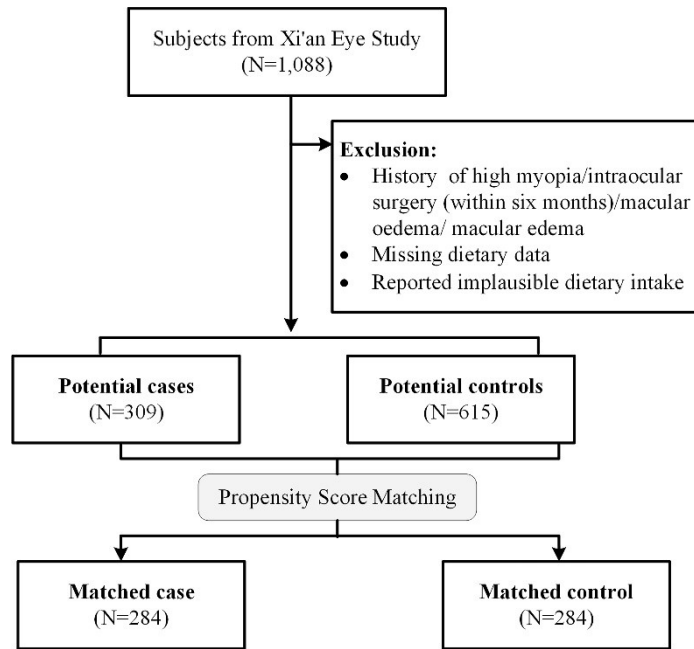 Subjects from Xi'an Eye Study
(N=1,088)
Exclusion:
• History of high myopia/intraocular
surgery (within six months)/macular
oedema/ macular edema
• Missing dietary data
• Reported implausible dietary intake
Potential cases
(N=309)
Potential controls
(N=615)
Propensity Score Matching
Matched case
(N=284)
Matched control
(N=284)